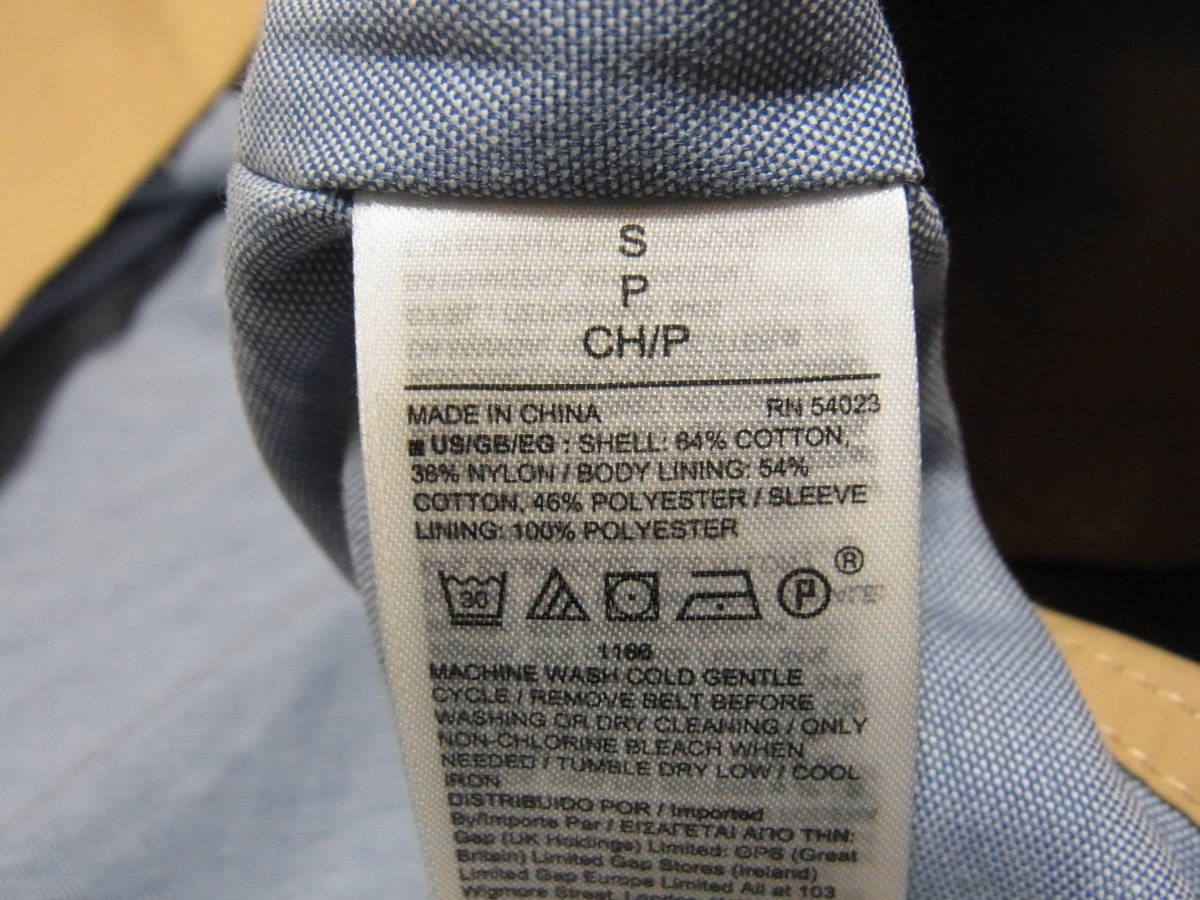 S
P
CH/P
MADE IN CHINA RN 54023
US/GB/EG : SHELL: 64% COTTON,
36% NYLON / BODY LINING: 54%
COTTON, 46% POLYESTER / SLEEVE
LINING: 100% POLYESTER
30 P ®
1166
MACHINE WASH COLD GENTLE
CYCLE / REMOVE BELT BEFORE
WASHING OR DRY CLEANING / ONLY
NON-CHLORINE BLEACH WHEN
NEEDED / TUMBLE DRY LOW / COOL
IRON
DISTRIBUIDO POR / Imported
By/Importe Par / ΕΙΣΑΓΕΤΑΙ ΑΠΟ ΤΗΝ:
Gap (UK Holdings) Limited: GPS (Great
Britain) Limited Gap Stores (Ireland)
Limited Gap Europe Limited All at 103
Wigmore Street, London,